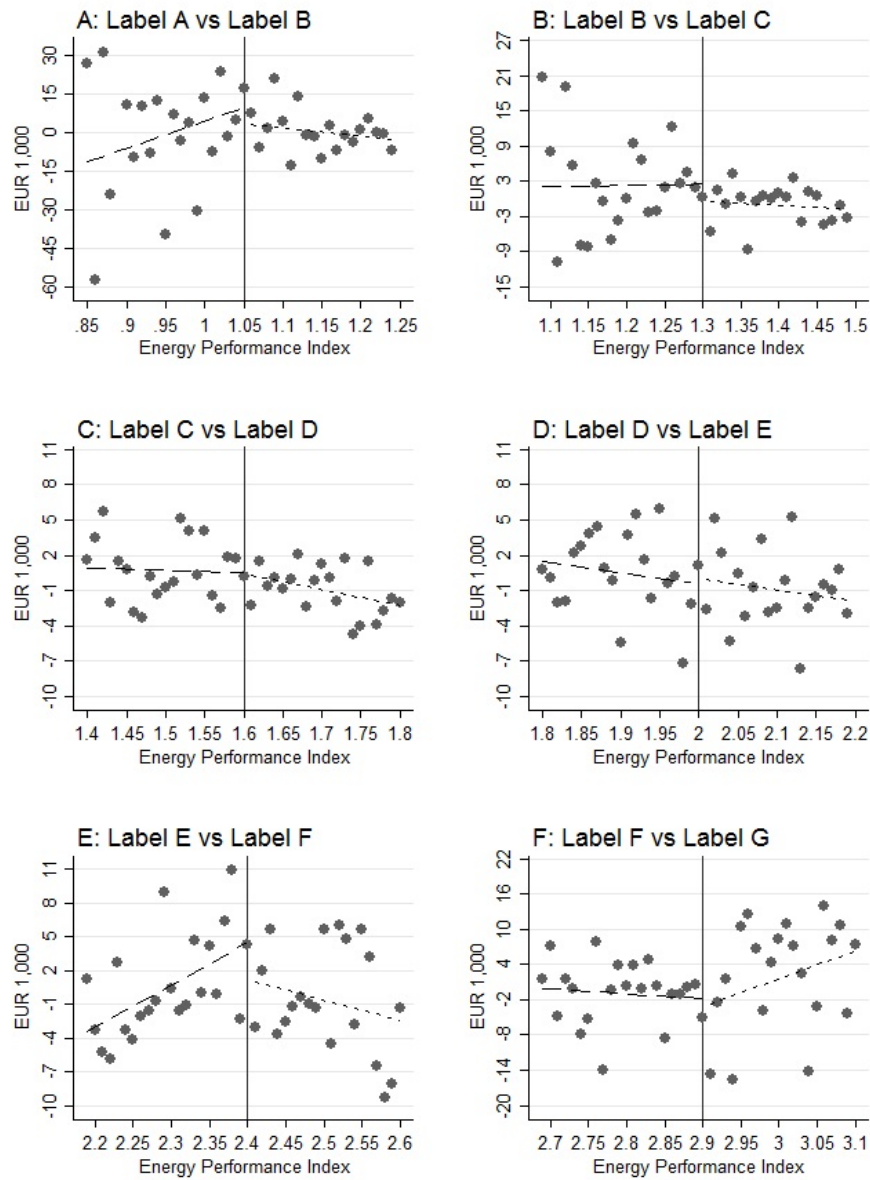 A: Label A vs Label B
EUR 1,000
30
15
0
-15
-30
-45
-60
.85 .9 .95 1 1.05 1.1 1.15 1.2 1.25
Energy Performance Index
B: Label B vs Label C
EUR 1,000
27
21
15
9
3
-3
-9
-15
1.1 1.15 1.2 1.25 1.3 1.35 1.4 1.45 1.5
Energy Performance Index
C: Label C vs Label D
EUR 1,000
11
8
5
2
-1
-4
-7
-10
1.4 1.45 1.5 1.55 1.6 1.65 1.7 1.75 1.8
Energy Performance Index
D: Label D vs Label E
EUR 1,000
11
8
5
2
-1
-4
-7
-10
1.8 1.85 1.9 1.95 2 2.05 2.1 2.15 2.2
Energy Performance Index
E: Label E vs Label F
EUR 1,000
11
8
5
2
-1
-4
-7
-10
2.2 2.25 2.3 2.35 2.4 2.45 2.5 2.55 2.6
Energy Performance Index
F: Label F vs Label G
EUR 1,000
22
16
10
4
-2
-8
-14
-20
2.7 2.75 2.8 2.85 2.9 2.95 3 3.05 3.1
Energy Performance Index